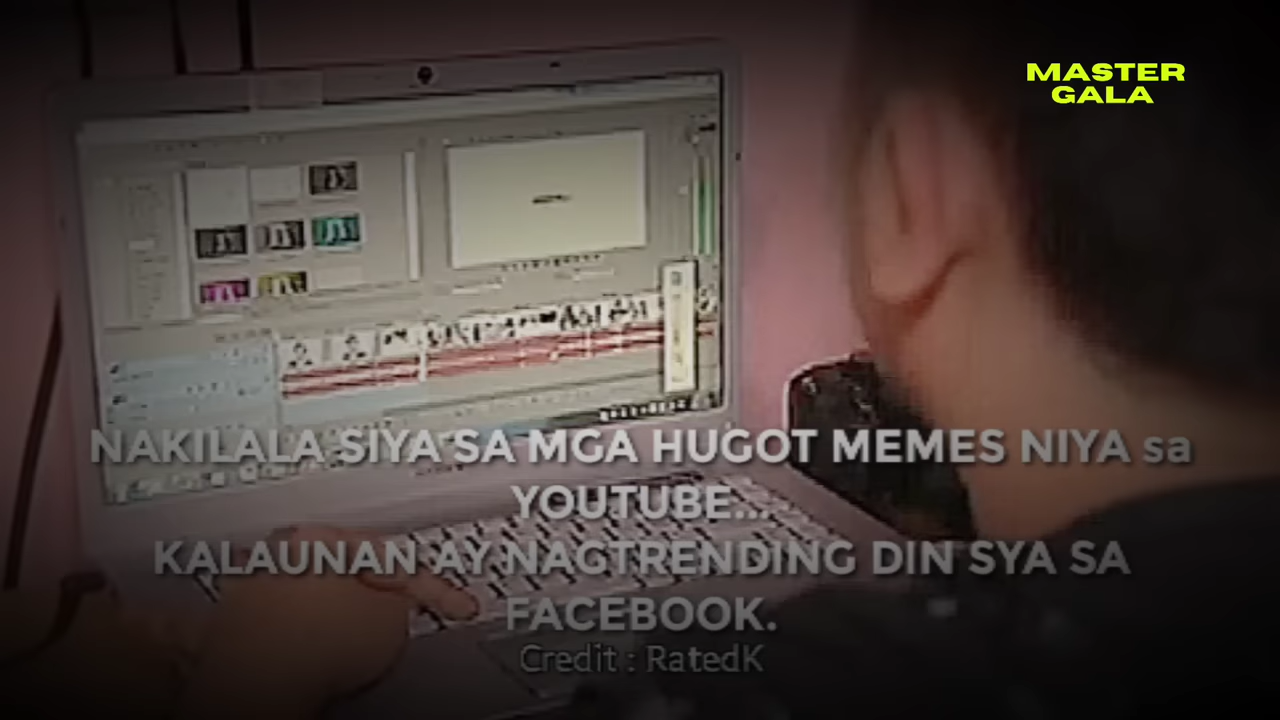 MASTER
GALA
NAKILALA SIYA SA MGA HUGOT MEMES NIYA sa
YOUTUBE...
KALAUNAN AY NAGTRENDING DIN SYA SA
FACEBOOK.
Credit : RatedK